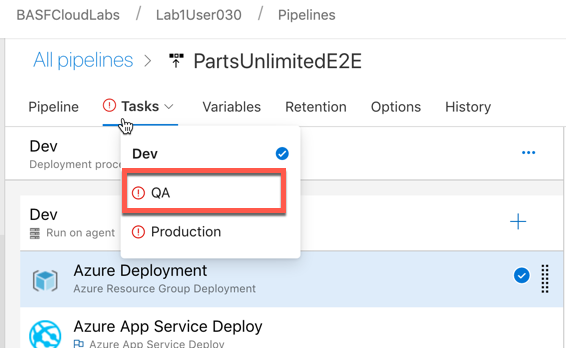 BASFCloudLabs / Lab1User030 / Pipelines
All pipelines > PartsUnlimitedE2E
Pipeline Tasks Variables Retention Options History
Dev
Deployment proc
Dev
QA
Production
Dev
Run on agent
Azure Deployment
Azure Resource Group Deployment
Azure App Service Deploy
Azure App Service Deploy